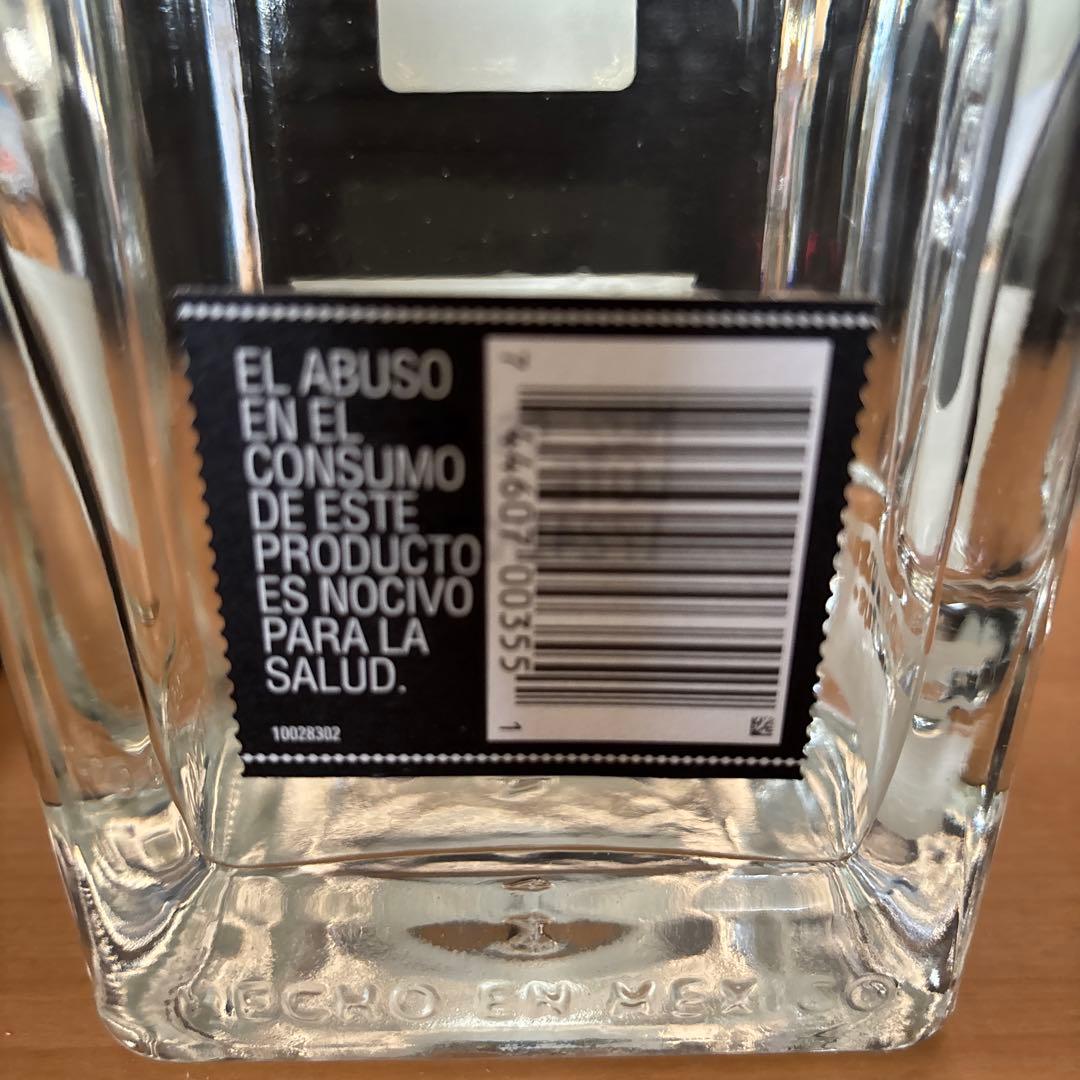 EL ABUSO
EN EL
CONSUMO
DE ESTE
PRODUCTO
ES NOCIVO
PARA LA
SALUD.
10028302
7 44607 00355 1
HECHO EN MEXICO